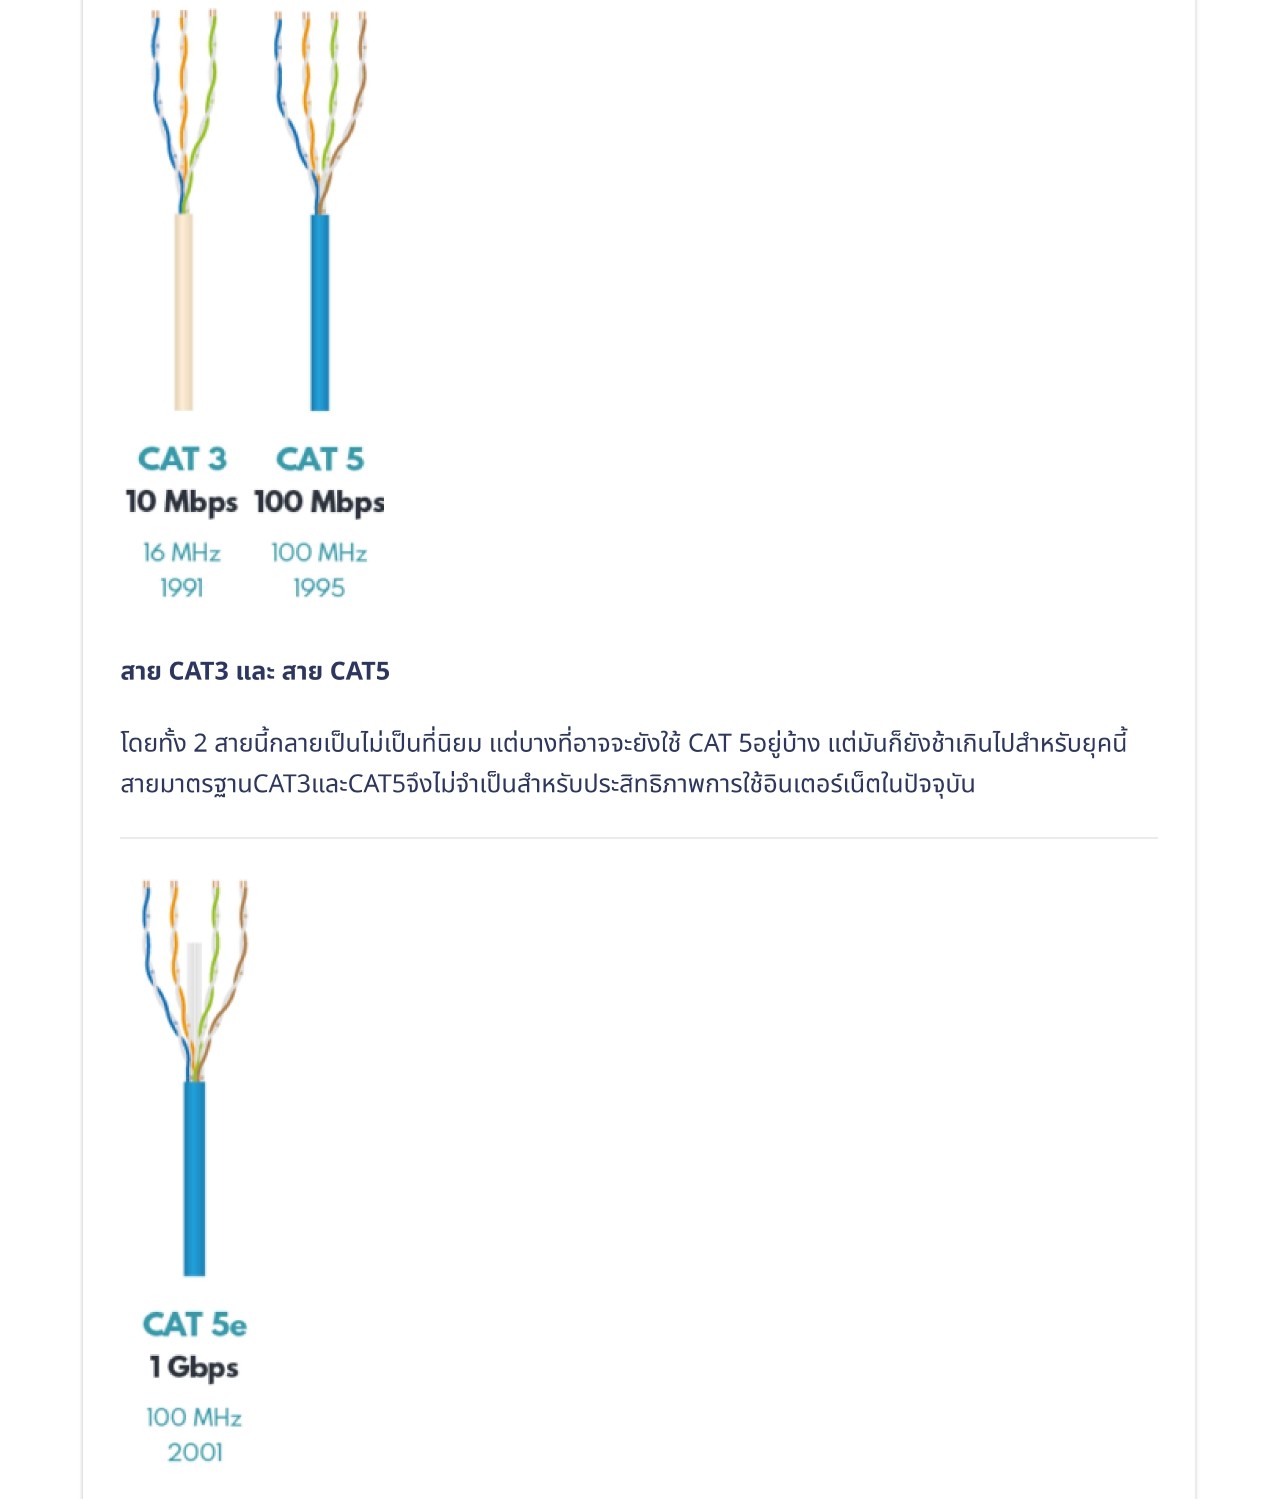 CAT 3 CAT 5
10 Mbps 100 Mbps
16 MHz 100 MHz
1991 1995
สาย CAT3 และ สาย CAT5
โดยทั้ง 2 สายนี้กลายเป็นไม่เป็นที่นิยม แต่บางที่อาจจะยังใช้ CAT 5อยู่บ้าง แต่มันก็ยังช้าเกินไปสำหรับยุคนี้
สายมาตรฐานCAT3และCAT5จึงไม่จำเป็นสำหรับประสิทธิภาพการใช้อินเตอร์เน็ตในปัจจุบัน
CAT 5e
1 Gbps
100 MHz
2001